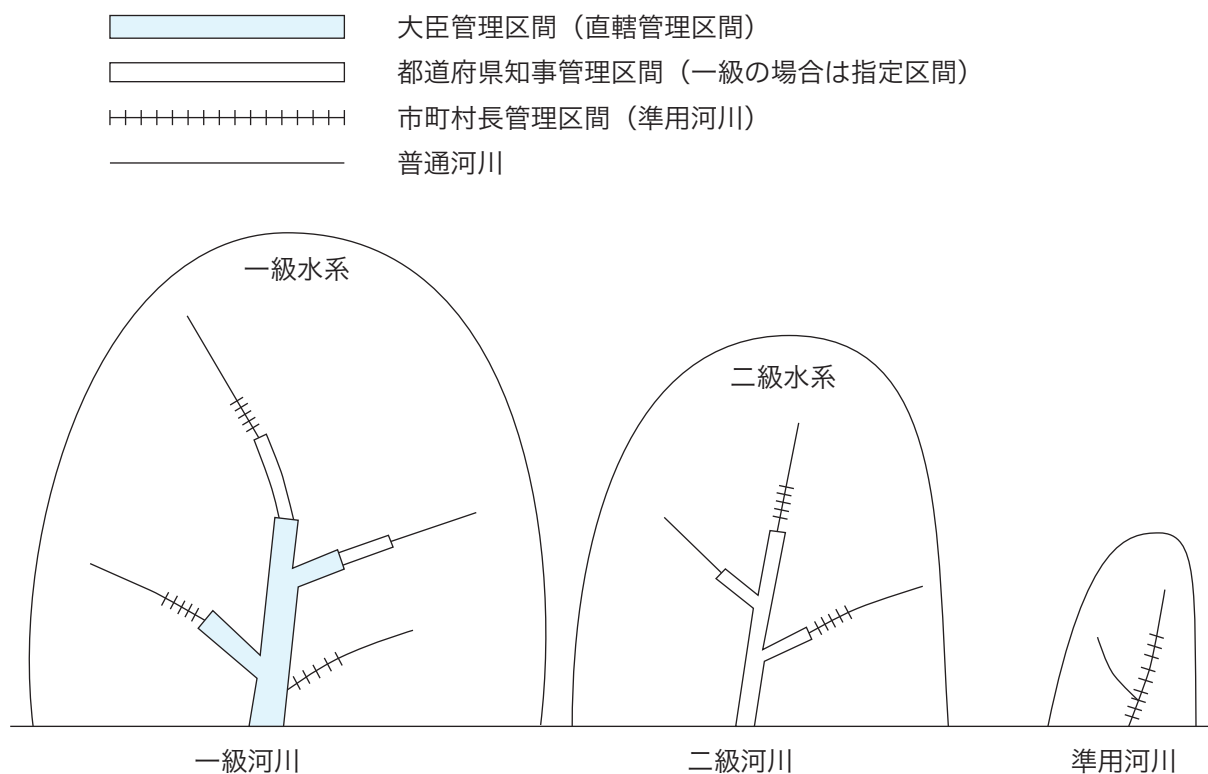 大臣管理区間（直轄管理区間）
都道府県知事管理区間（一級の場合は指定区間）
市町村長管理区間（準用河川）
普通河川
一級水系
二級水系
一級河川
二級河川
準用河川